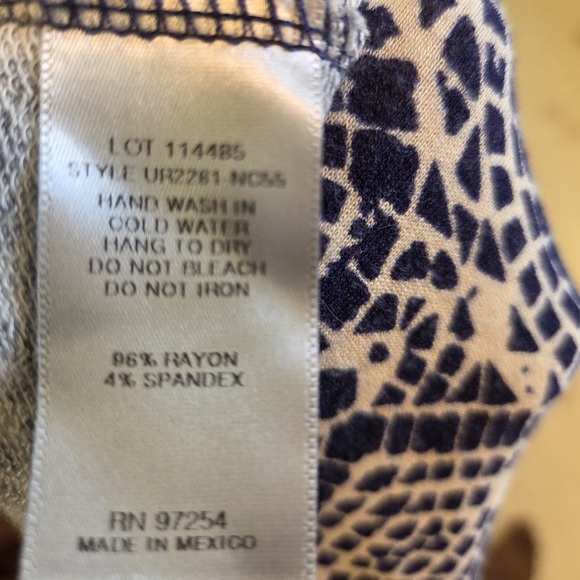 LOT 114485
STYLE UR2281-NC55
HAND WASH IN
COLD WATER
HANG TO DRY
DO NOT BLEACH
DO NOT IRON
96% RAYON
4% SPANDEX
RN 97254
MADE IN MEXICO